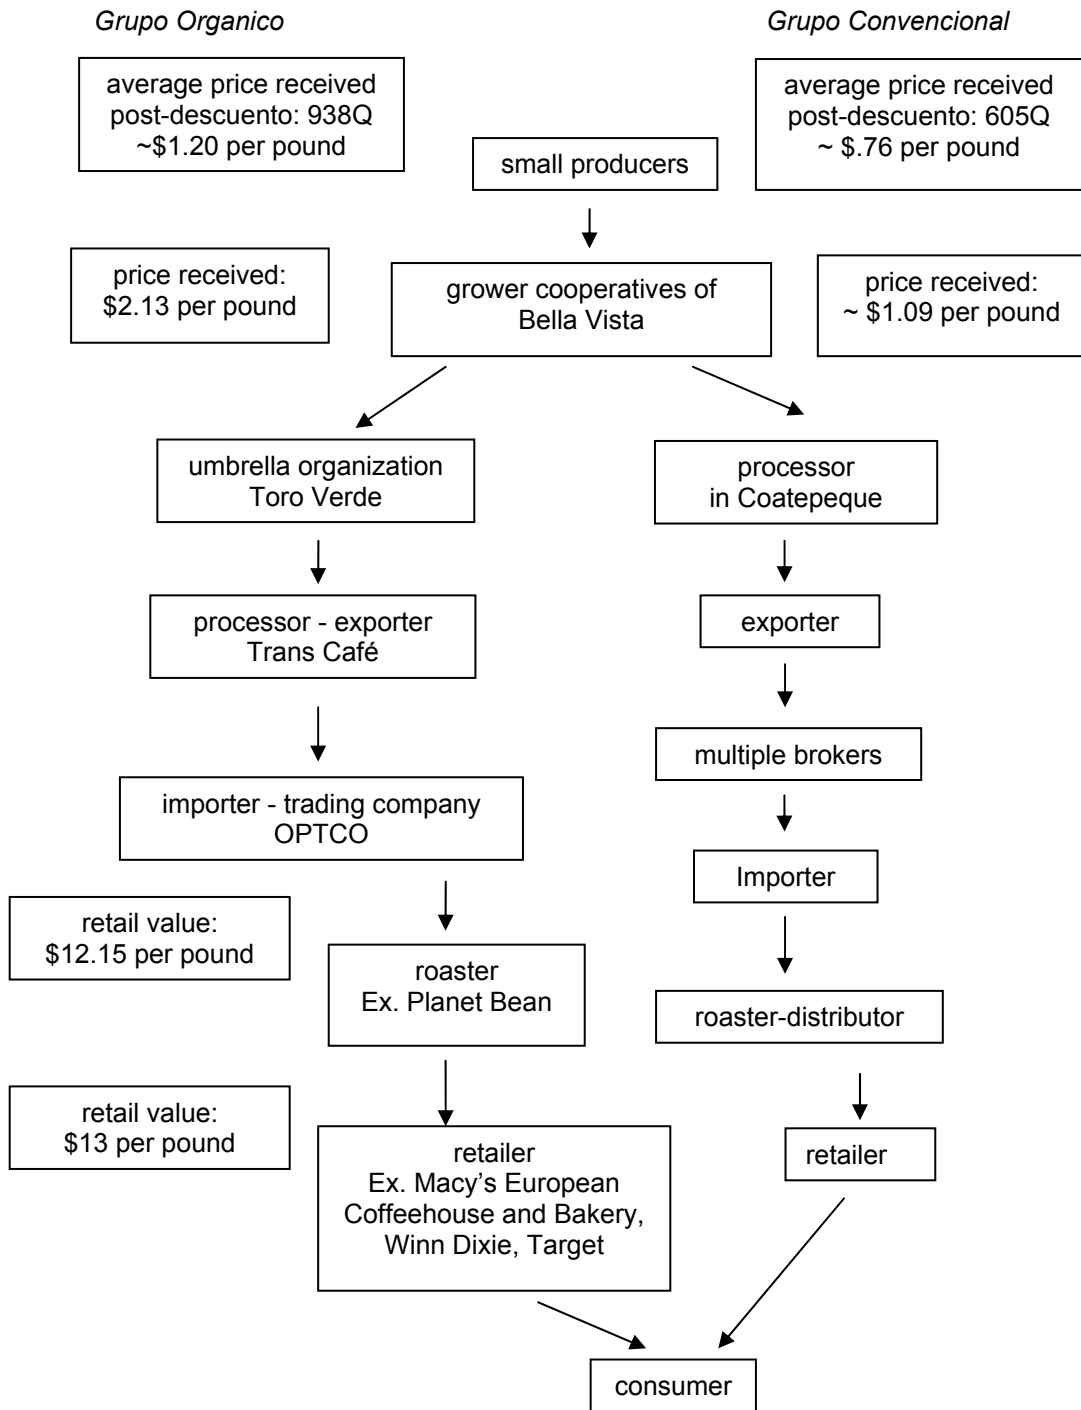 Grupo Organico
Grupo Convencional
average price received
post-descuento: 938Q
~$1.20 per pound
average price received
post-descuento: 605Q
~ $.76 per pound
small producers
price received:
$2.13 per pound
grower cooperatives of
Bella Vista
price received:
~ $1.09 per pound
umbrella organization
Toro Verde
processor
in Coatepeque
processor - exporter
Trans Café
exporter
multiple brokers
importer - trading company
OPTCO
Importer
retail value:
$12.15 per pound
roaster
Ex. Planet Bean
roaster-distributor
retail value:
$13 per pound
retailer
Ex. Macy’s European
Coffeehouse and Bakery,
Winn Dixie, Target
retailer
consumer